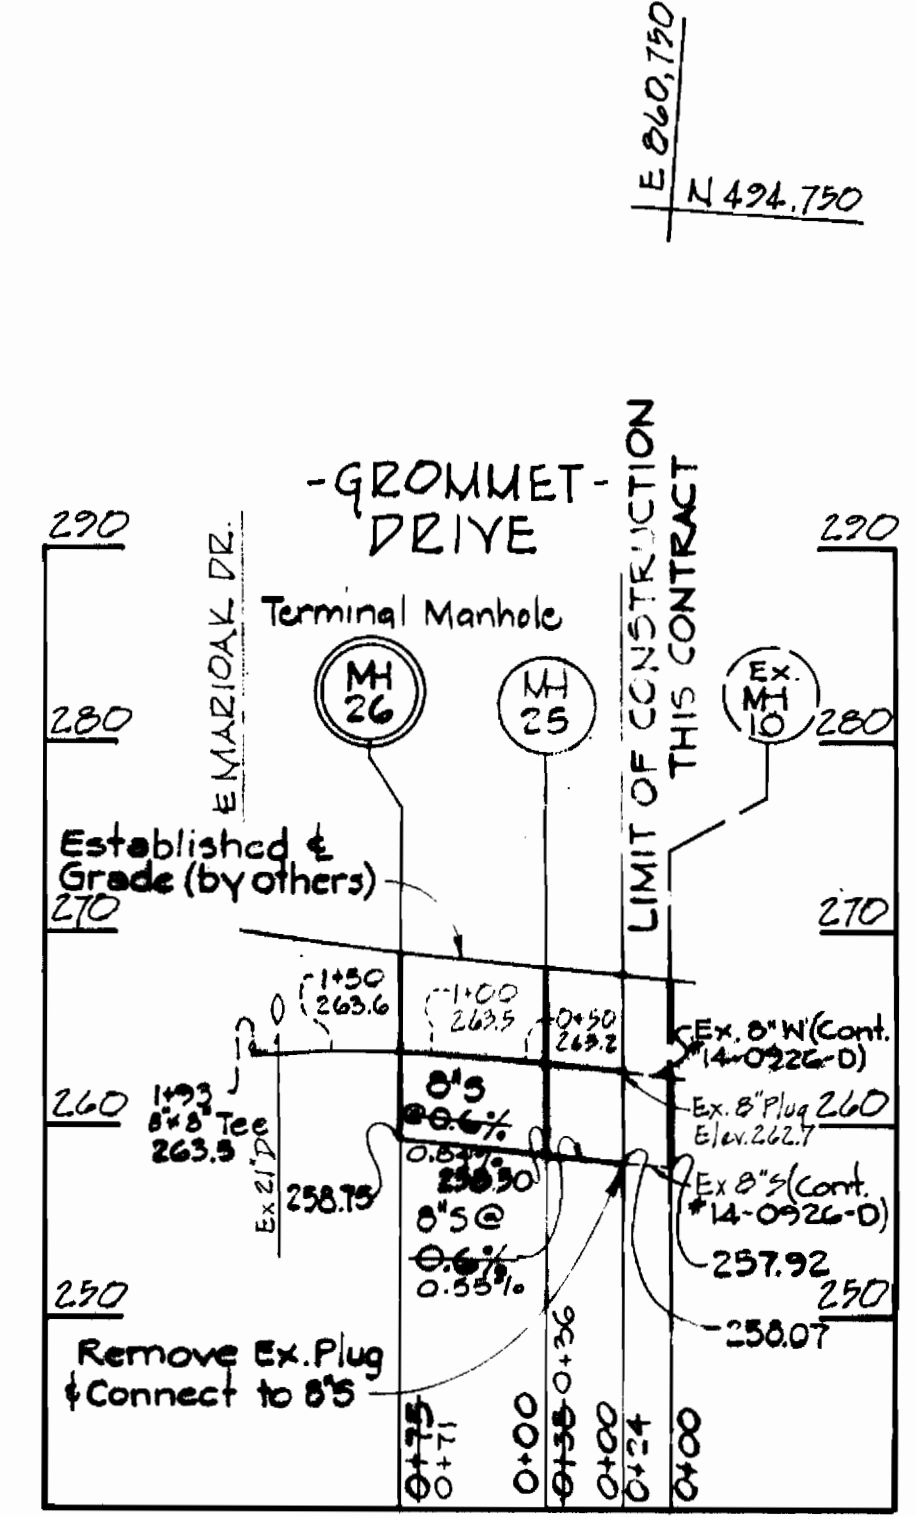 E 860,750
N 494,750
-GROMMET-
DRIVE
290
290
LIMIT OF CONSTRUCTION
THIS CONTRACT
E MARIOAK DR.
Terminal Manhole
MH
26
MH
25
Ex.
MH
10
280
280
Established ℄
Grade (by others)
270
270
1+50
263.6
1+00
263.5
0+50
263.2
Ex. 8"W (Cont.
#14-0926-D)
1+93
8"x8" Tee
263.5
260
8"S
@ 0.6%
0.84%
Ex. 8" Plug
Elev. 262.7
260
Ex 21"D
258.75
258.30
Ex 8"S (Cont.
#14-0926-D)
8"S @
0.6%
0.55%
257.92
250
250
258.07
Remove Ex. Plug
& Connect to 8"S
0+75
0+71
0+00
0+38
0+36
0+00
0+24
0+00